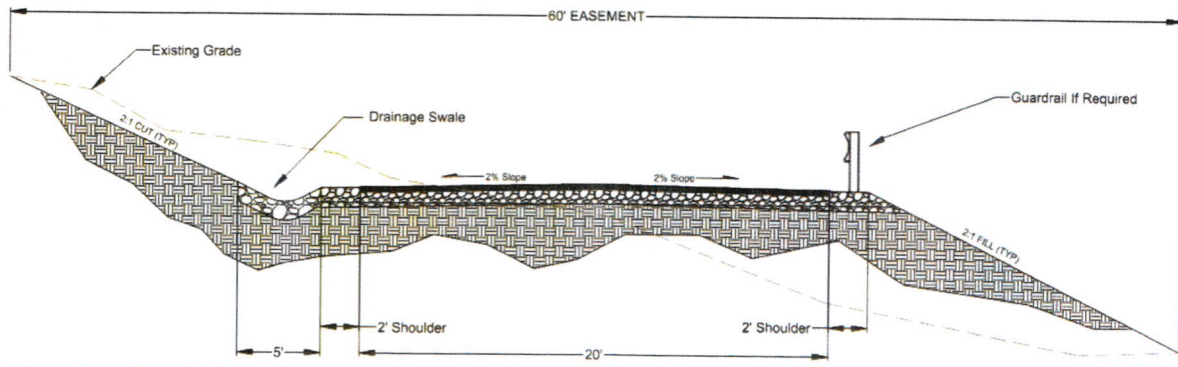 60' EASEMENT
Existing Grade
Guardrail If Required
Drainage Swale
2:1 CUT (TYP)
2% Slope
2% Slope
2:1 FILL (TYP)
2' Shoulder
2' Shoulder
5'
20'